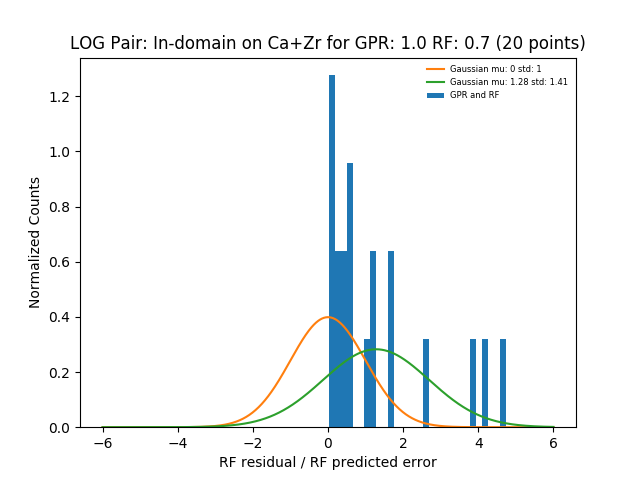 LOG Pair: In-domain on Ca+Zr for GPR: 1.0 RF: 0.7 (20 points)
Gaussian mu: 0 std: 1
Gaussian mu: 1.28 std: 1.41
GPR and RF
Normalized Counts
1.2
1.0
0.8
0.6
0.4
0.2
0.0
−6 −4 −2 0 2 4 6
RF residual / RF predicted error